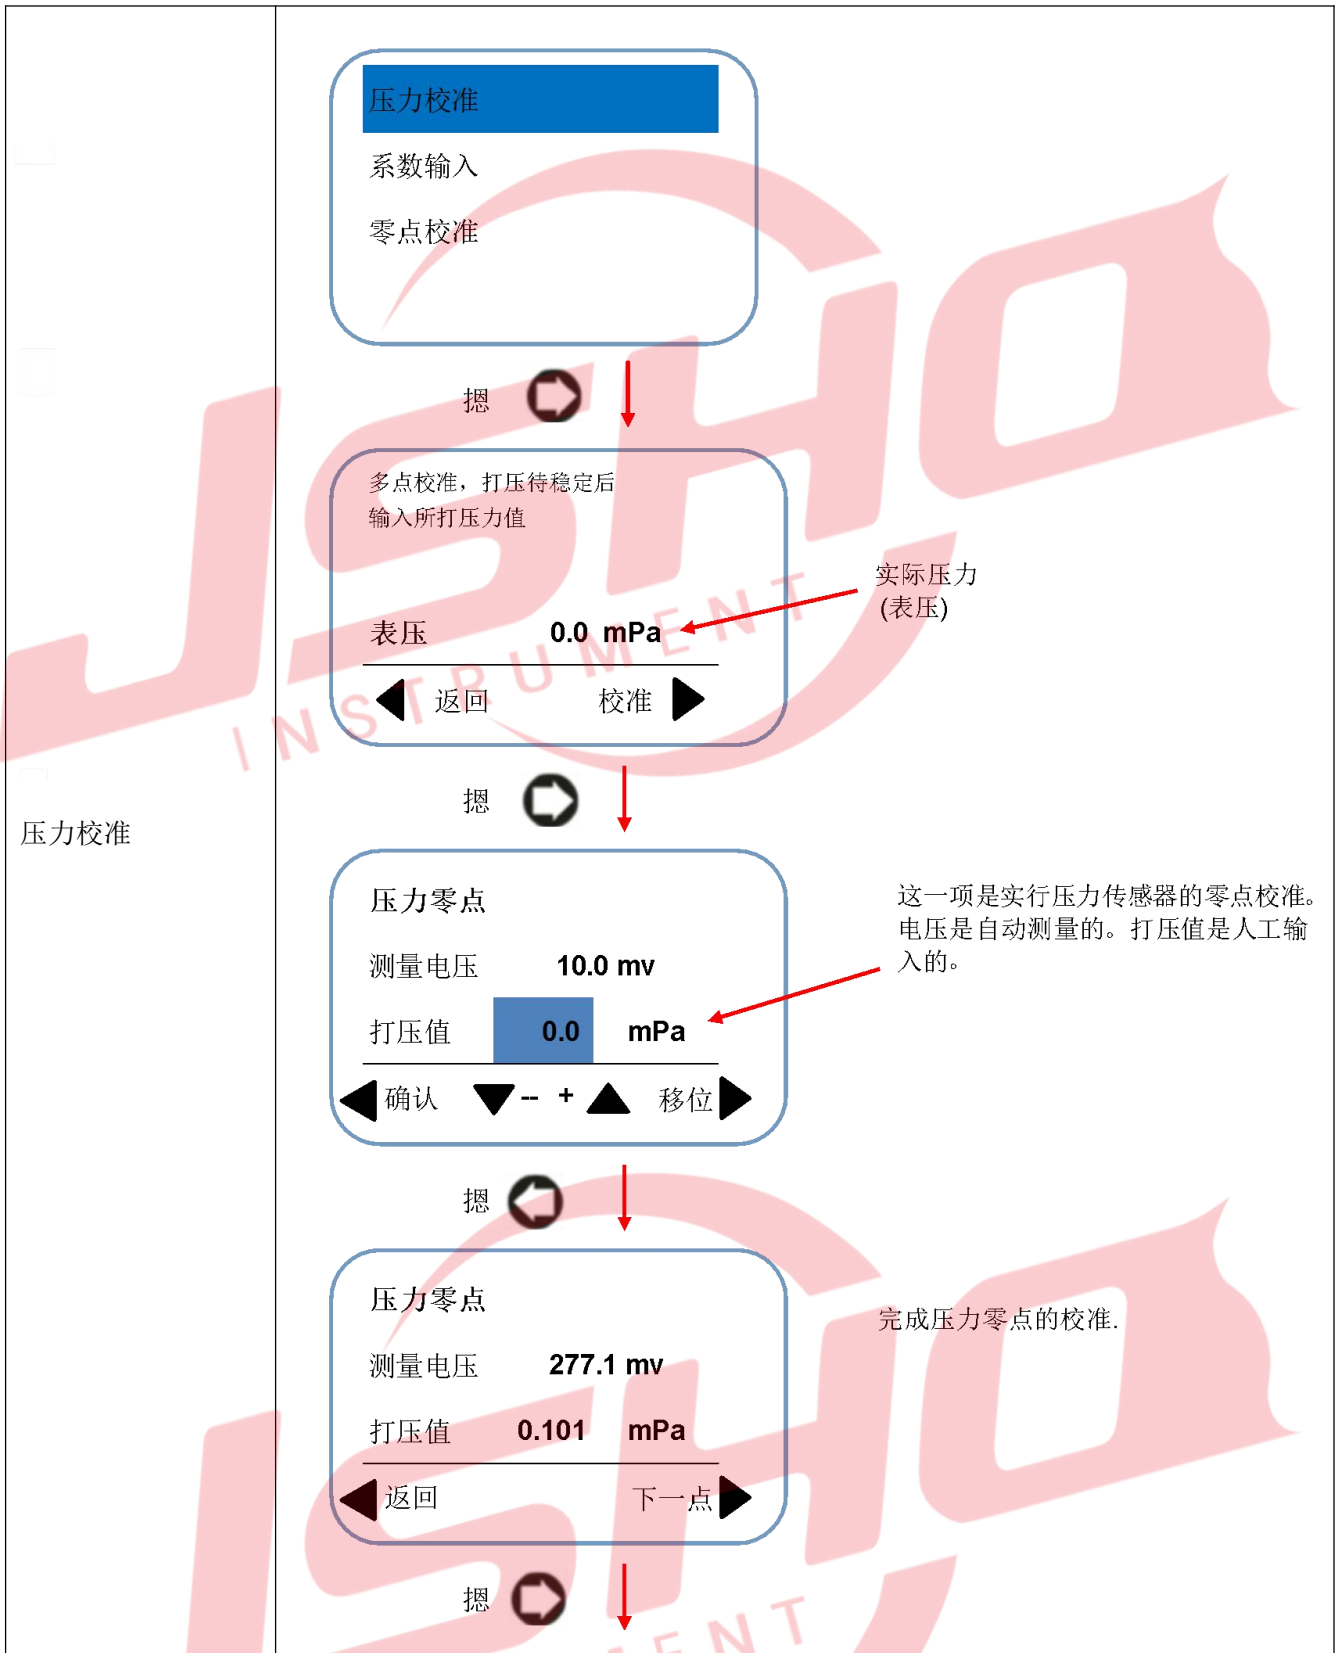 压力校准
系数输入
零点校准
摁
多点校准，打压待稳定后
输入所打压力值
实际压力
(表压)
表压 0.0 mPa
返回 校准
摁
压力校准
压力零点
测量电压 10.0 mv
打压值 0.0 mPa
确认 -- + 移位
这一项是实行压力传感器的零点校准。
电压是自动测量的。打压值是人工输
入的。
摁
压力零点
测量电压 277.1 mv
打压值 0.101 mPa
返回 下一点
完成压力零点的校准.
摁
JSHO
INSTRUMENT
JSHO
MENT